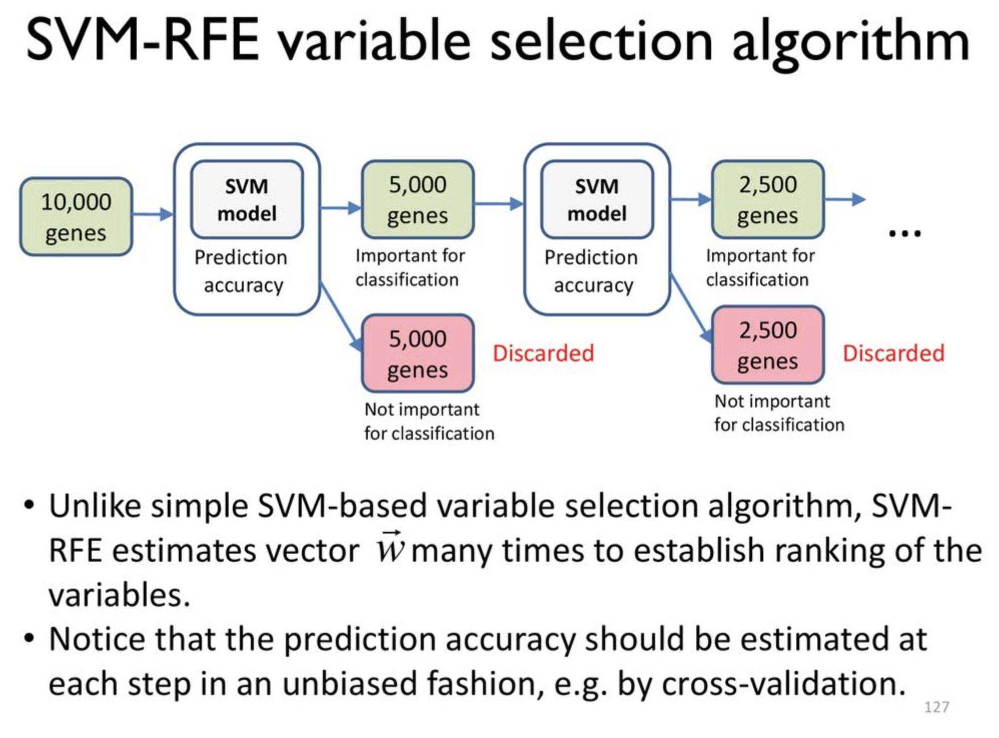 SVM-RFE variable selection algorithm
10,000
genes
SVM
model
Prediction
accuracy
5,000
genes
Important for
classification
5,000
genes
Discarded
Not important
for classification
SVM
model
Prediction
accuracy
2,500
genes
Important for
classification
2,500
genes
Discarded
Not important
for classification
...
• Unlike simple SVM-based variable selection algorithm, SVM-
RFE estimates vector w⃗ many times to establish ranking of the
variables.
• Notice that the prediction accuracy should be estimated at
each step in an unbiased fashion, e.g. by cross-validation.
127